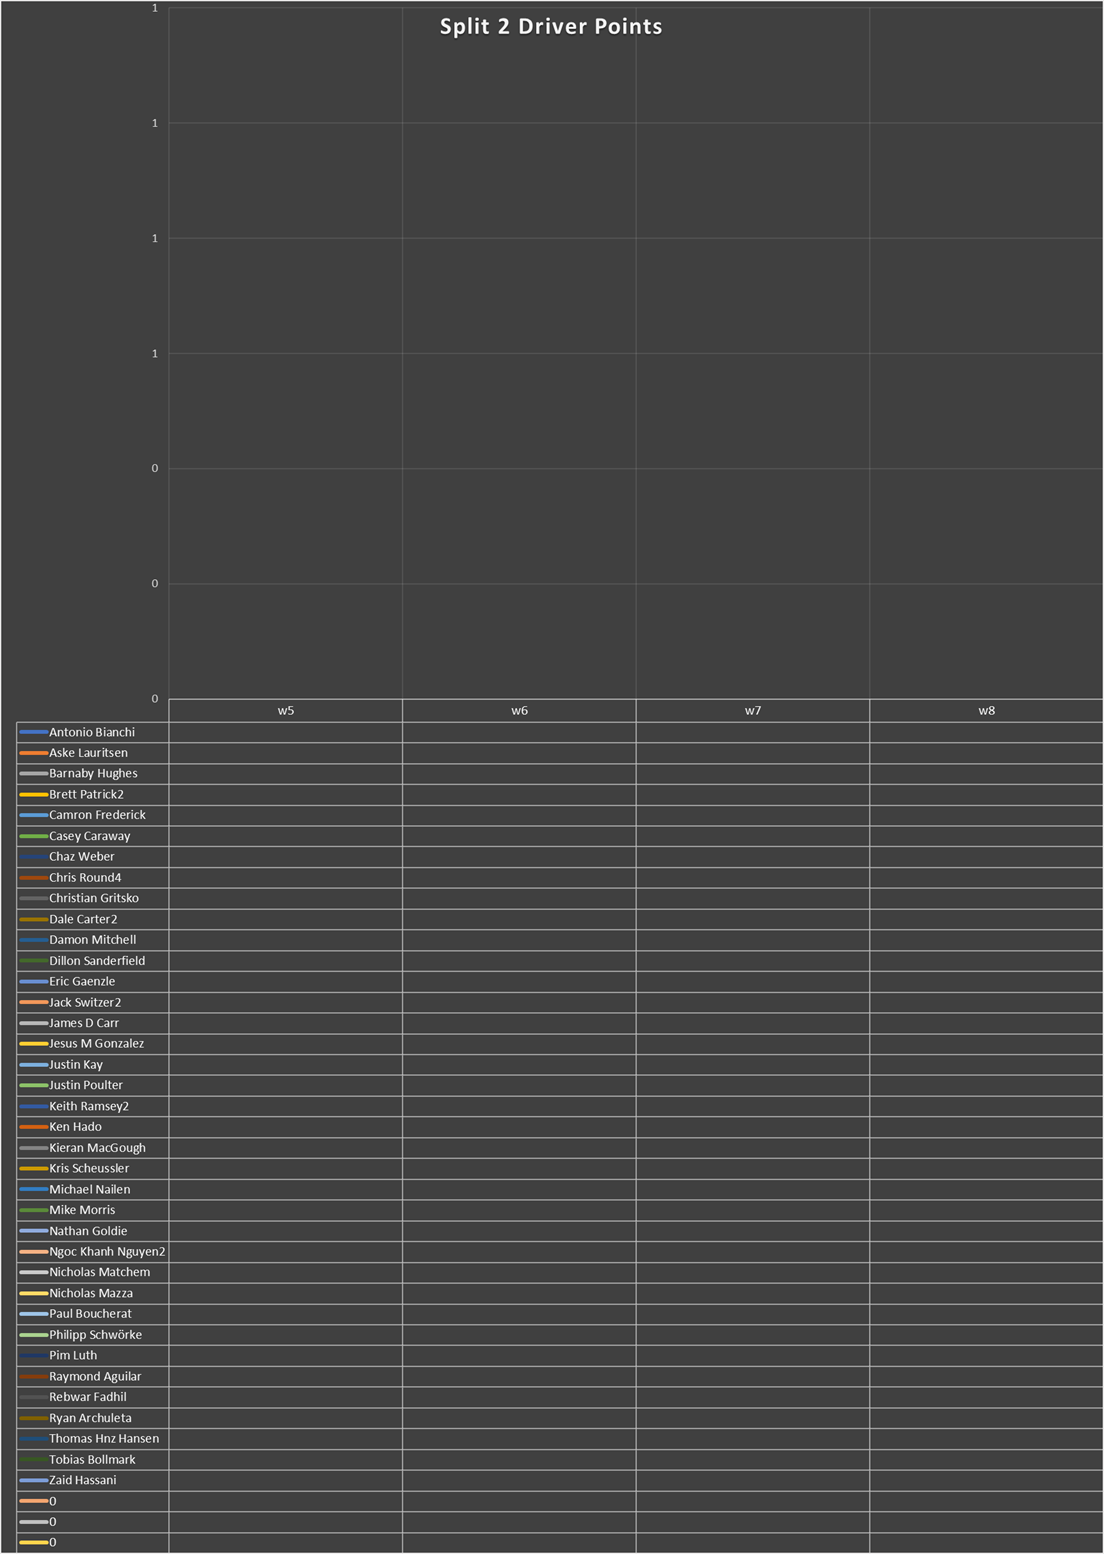 Split 2 Driver Points
1
1
1
1
0
0
0
w5 w6 w7 w8
Antonio Bianchi
Aske Lauritsen
Barnaby Hughes
Brett Patrick2
Camron Frederick
Casey Caraway
Chaz Weber
Chris Round4
Christian Gritsko
Dale Carter2
Damon Mitchell
Dillon Sanderfield
Eric Gaenzle
Jack Switzer2
James D Carr
Jesus M Gonzalez
Justin Kay
Justin Poulter
Keith Ramsey2
Ken Hado
Kieran MacGough
Kris Scheussler
Michael Nailen
Mike Morris
Nathan Goldie
Ngoc Khanh Nguyen2
Nicholas Matchem
Nicholas Mazza
Paul Boucherat
Philipp Schwörke
Pim Luth
Raymond Aguilar
Rebwar Fadhil
Ryan Archuleta
Thomas Hnz Hansen
Tobias Bollmark
Zaid Hassani
0
0
0